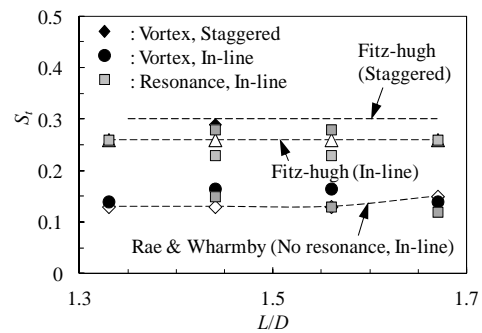 0.5
0.4
0.3
0.2
0.1
0
S_t
: Vortex, Staggered
: Vortex, In-line
: Resonance, In-line
Fitz-hugh
(Staggered)
Fitz-hugh (In-line)
Rae & Wharmby (No resonance, In-line)
1.3
1.5
1.7
L/D